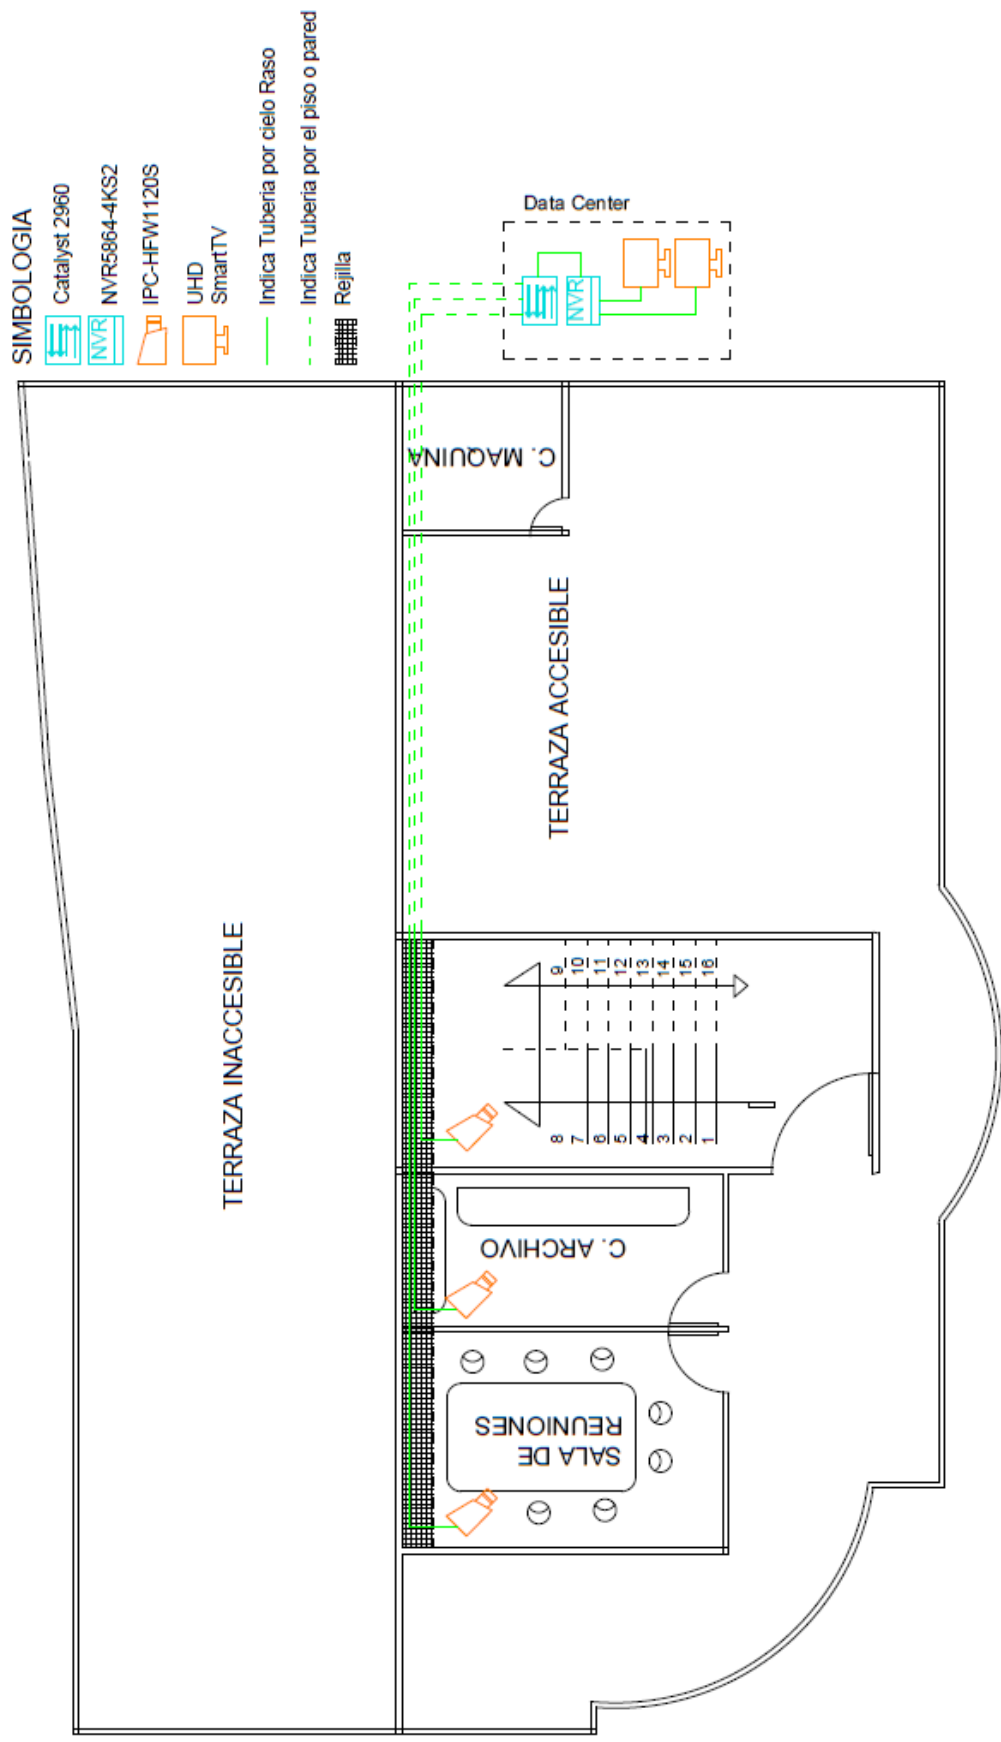 SIMBOLOGIA
Catalyst 2960
NVR
NVR5864-4KS2
IPC-HFW1120S
UHD
SmartTV
Indica Tuberia por cielo Raso
Indica Tuberia por el piso o pared
Rejilla
Data Center
NVR
C. MAQUINA
TERRAZA ACCESIBLE
TERRAZA INACCESIBLE
9
10
11
12
13
14
15
16
8
7
6
5
4
3
2
1
C. ARCHIVO
SALA DE
REUNIONES